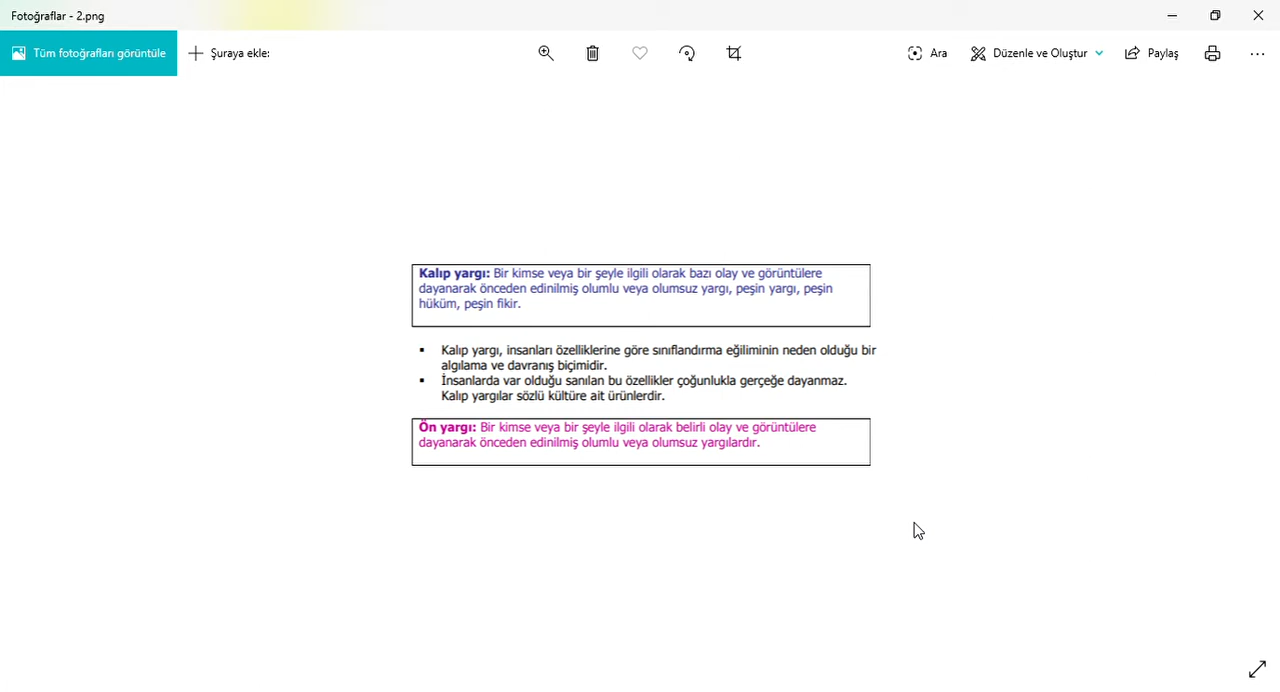 Fotoğraflar - 2.png
Tüm fotoğrafları görüntüle
Şuraya ekle:
Ara
Düzenle ve Oluştur
Paylaş
Kalıp yargı: Bir kimse veya bir şeyle ilgili olarak bazı olay ve görüntülere
dayanarak önceden edinilmiş olumlu veya olumsuz yargı, peşin yargı, peşin
hüküm, peşin fikir.
▪ Kalıp yargı, insanları özelliklerine göre sınıflandırma eğiliminin neden olduğu bir
algılama ve davranış biçimidir.
▪ İnsanlarda var olduğu sanılan bu özellikler çoğunlukla gerçeğe dayanmaz.
Kalıp yargılar sözlü kültüre ait ürünlerdir.
Ön yargı: Bir kimse veya bir şeyle ilgili olarak belirli olay ve görüntülere
dayanarak önceden edinilmiş olumlu veya olumsuz yargılardır.